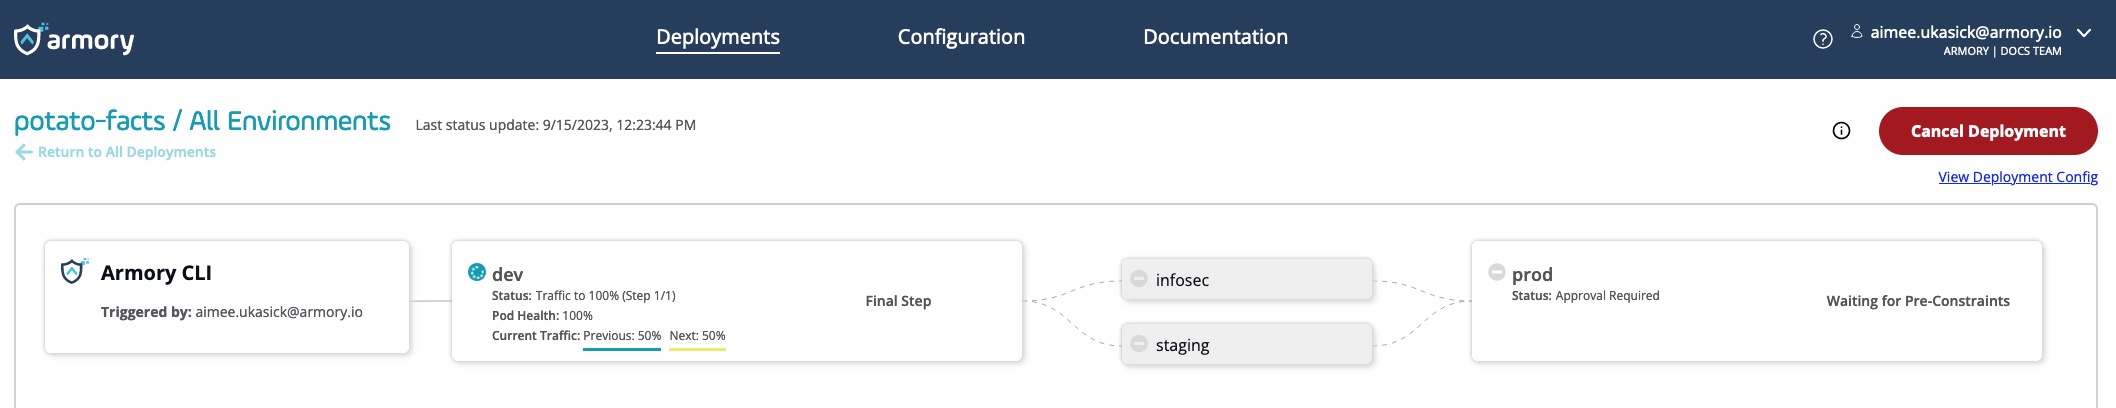 armory
Deployments
Configuration
Documentation
aimee.ukasick@armory.io
ARMORY | DOCS TEAM
potato-facts / All Environments
Last status update: 9/15/2023, 12:23:44 PM
Return to All Deployments
Cancel Deployment
View Deployment Config
Armory CLI
Triggered by: aimee.ukasick@armory.io
dev
Status: Traffic to 100% (Step 1/1)
Pod Health: 100%
Current Traffic: Previous: 50% Next: 50%
Final Step
infosec
staging
prod
Status: Approval Required
Waiting for Pre-Constraints